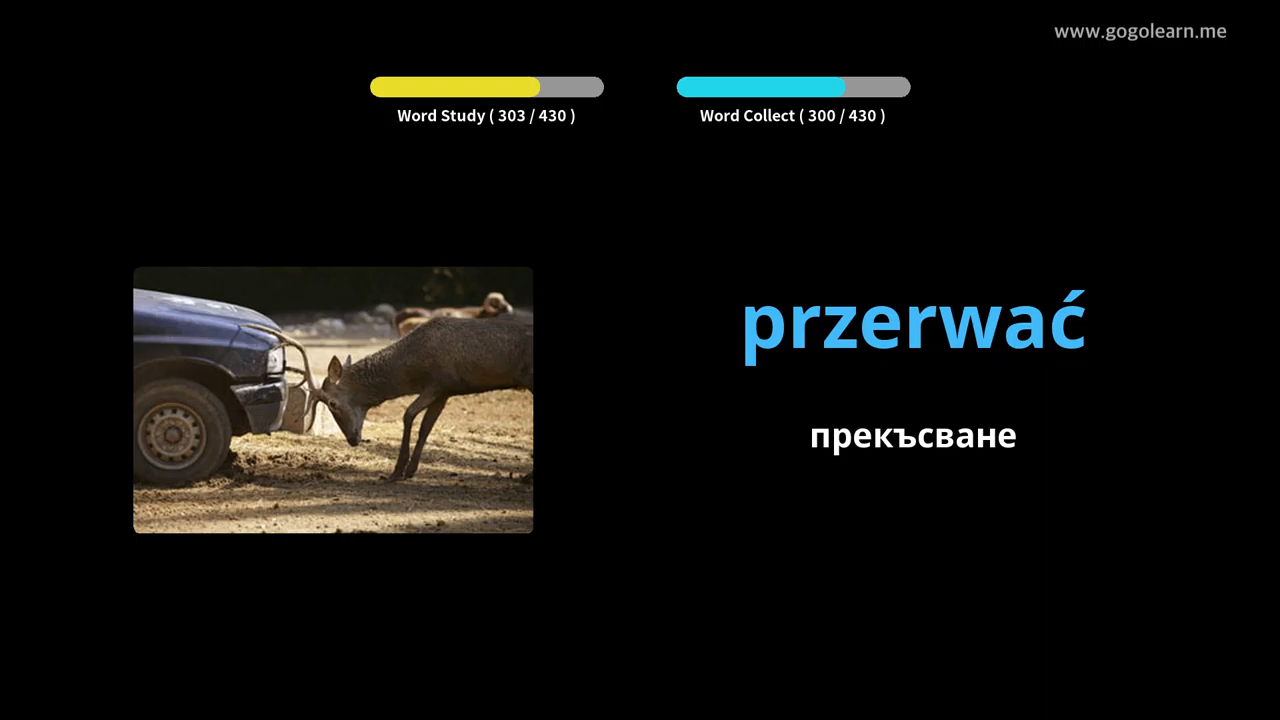 www.gogolearn.me
Word Study ( 303 / 430 )
Word Collect ( 300 / 430 )
przerwać
прекъсване